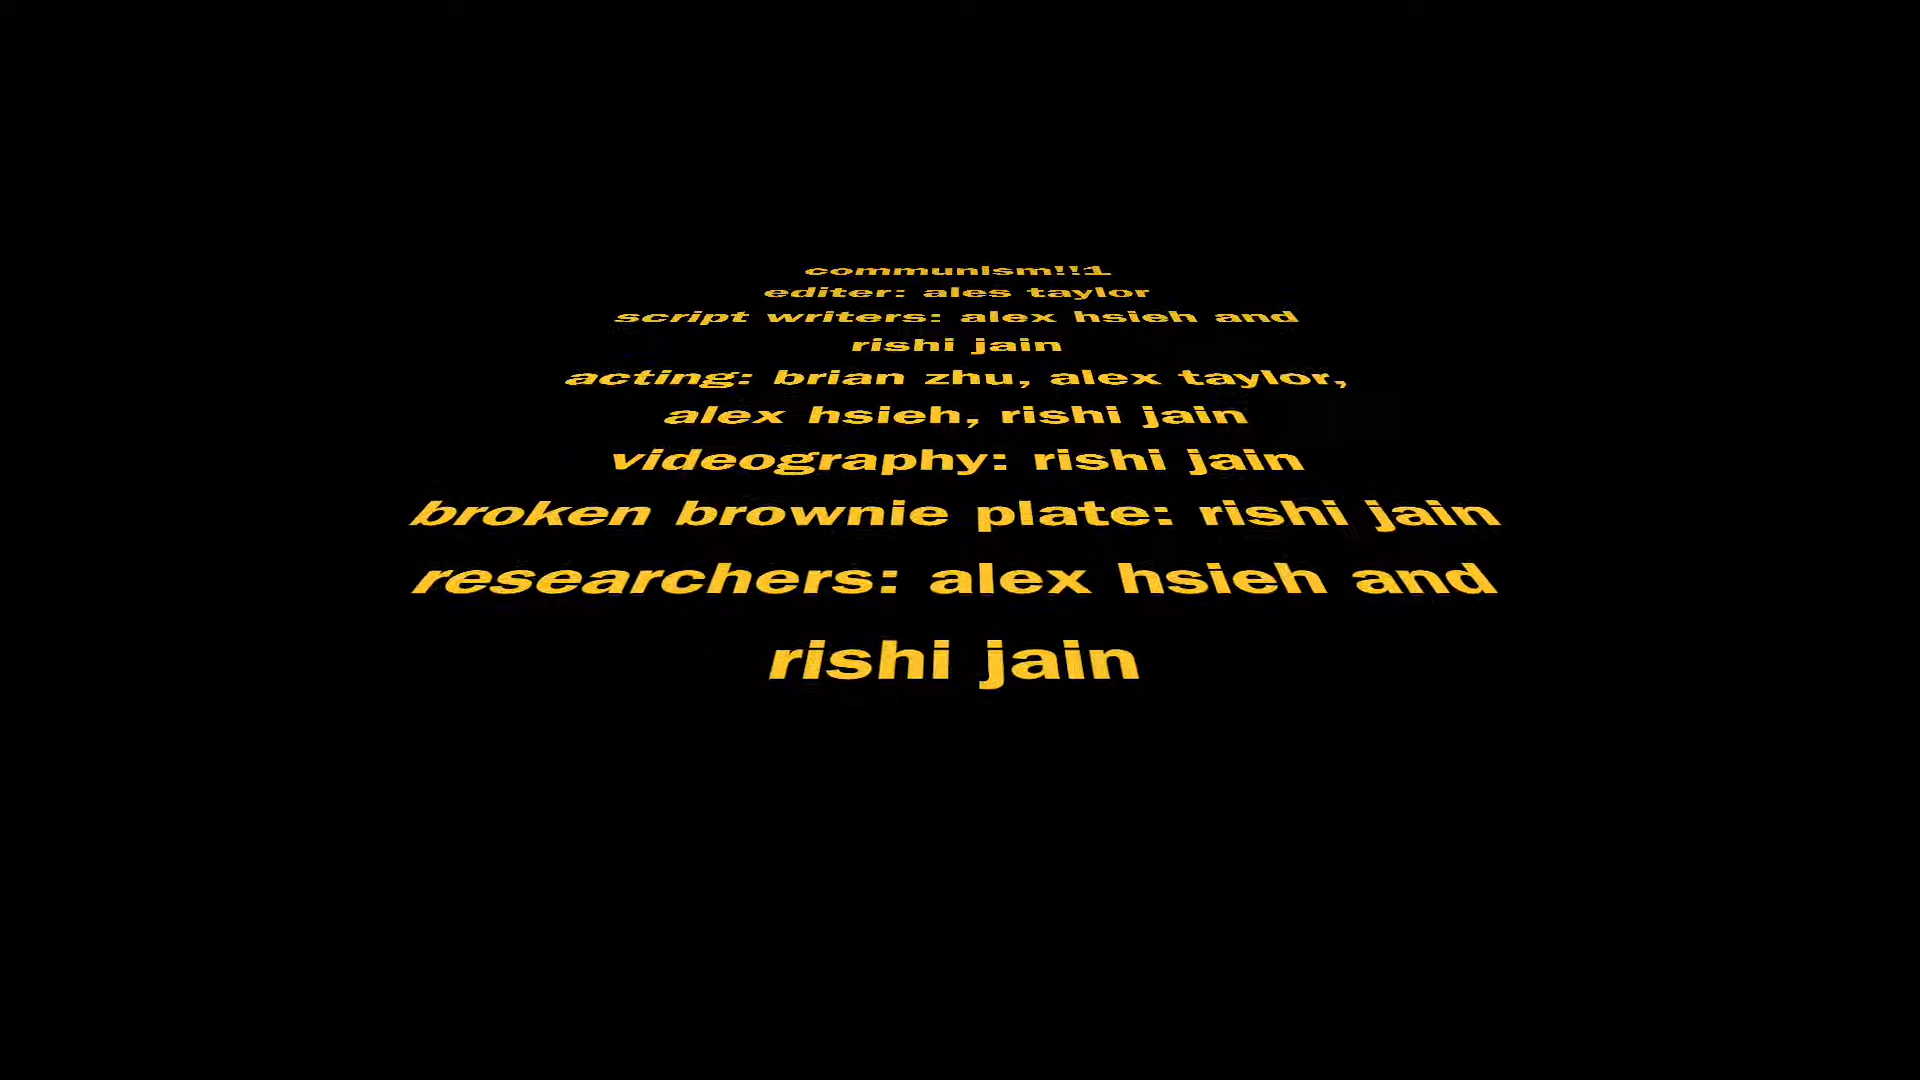 communism!!1
editer: ales taylor
script writers: alex hsieh and
rishi jain
acting: brian zhu, alex taylor,
alex hsieh, rishi jain
videography: rishi jain
broken brownie plate: rishi jain
researchers: alex hsieh and
rishi jain